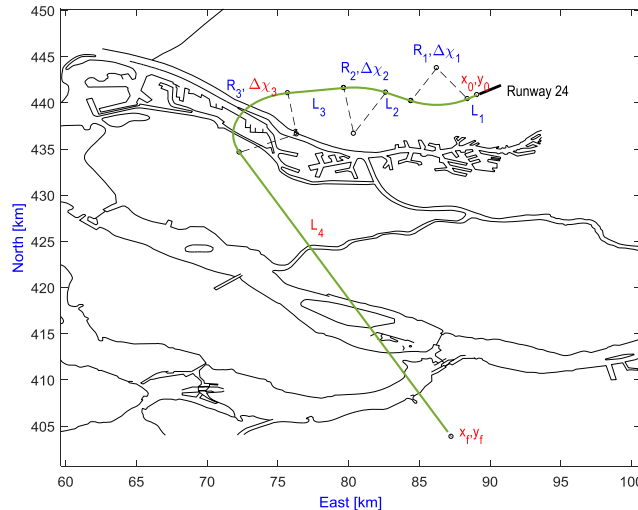 450
445
440
435
430
425
420
415
410
405
North [km]
R1,Δχ1
R2,Δχ2
R3, Δχ3
x0,y0
Runway 24
L3
L2
L1
L4
xf,yf
60 65 70 75 80 85 90 95 100
East [km]